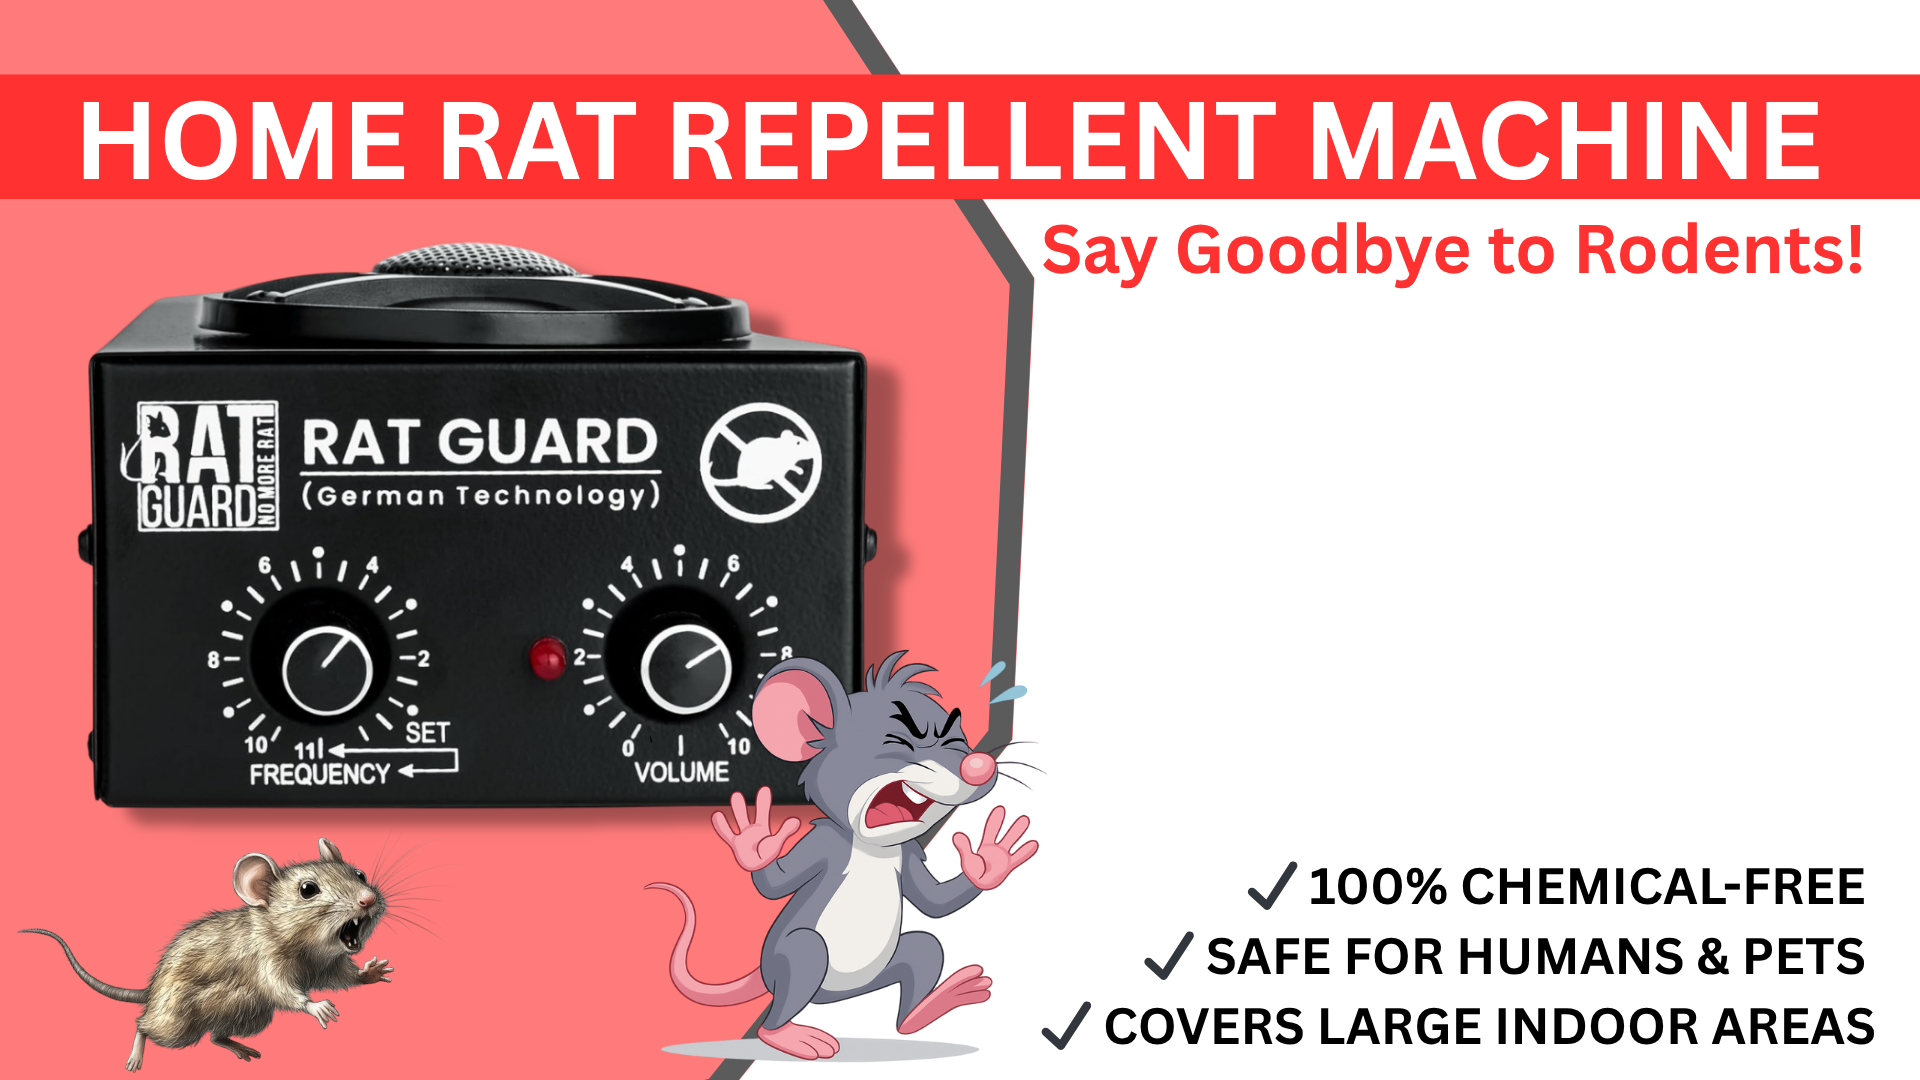 HOME RAT REPELLENT MACHINE
Say Goodbye to Rodents!
RAT
GUARD
NO MORE RAT
RAT GUARD
(German Technology)
6 4
8 2
10 11 SET
FREQUENCY
4 6
2 8
0 10
VOLUME
✓ 100% CHEMICAL-FREE
✓ SAFE FOR HUMANS & PETS
✓ COVERS LARGE INDOOR AREAS